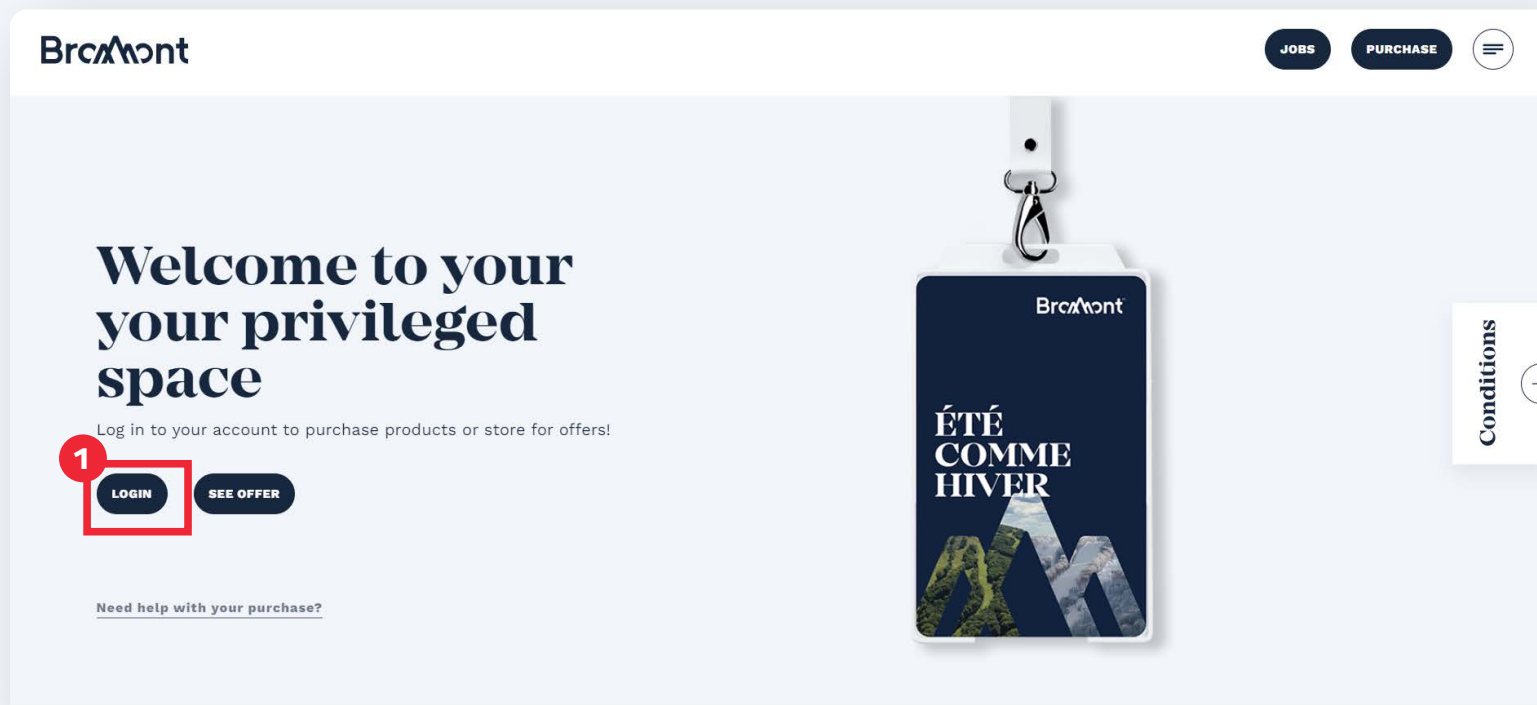 Bromont
JOBS
PURCHASE
Welcome to your
your privileged
space
Log in to your account to purchase products or store for offers!
1
LOGIN
SEE OFFER
Need help with your purchase?
Bromont
ÉTÉ
COMME
HIVER
Conditions